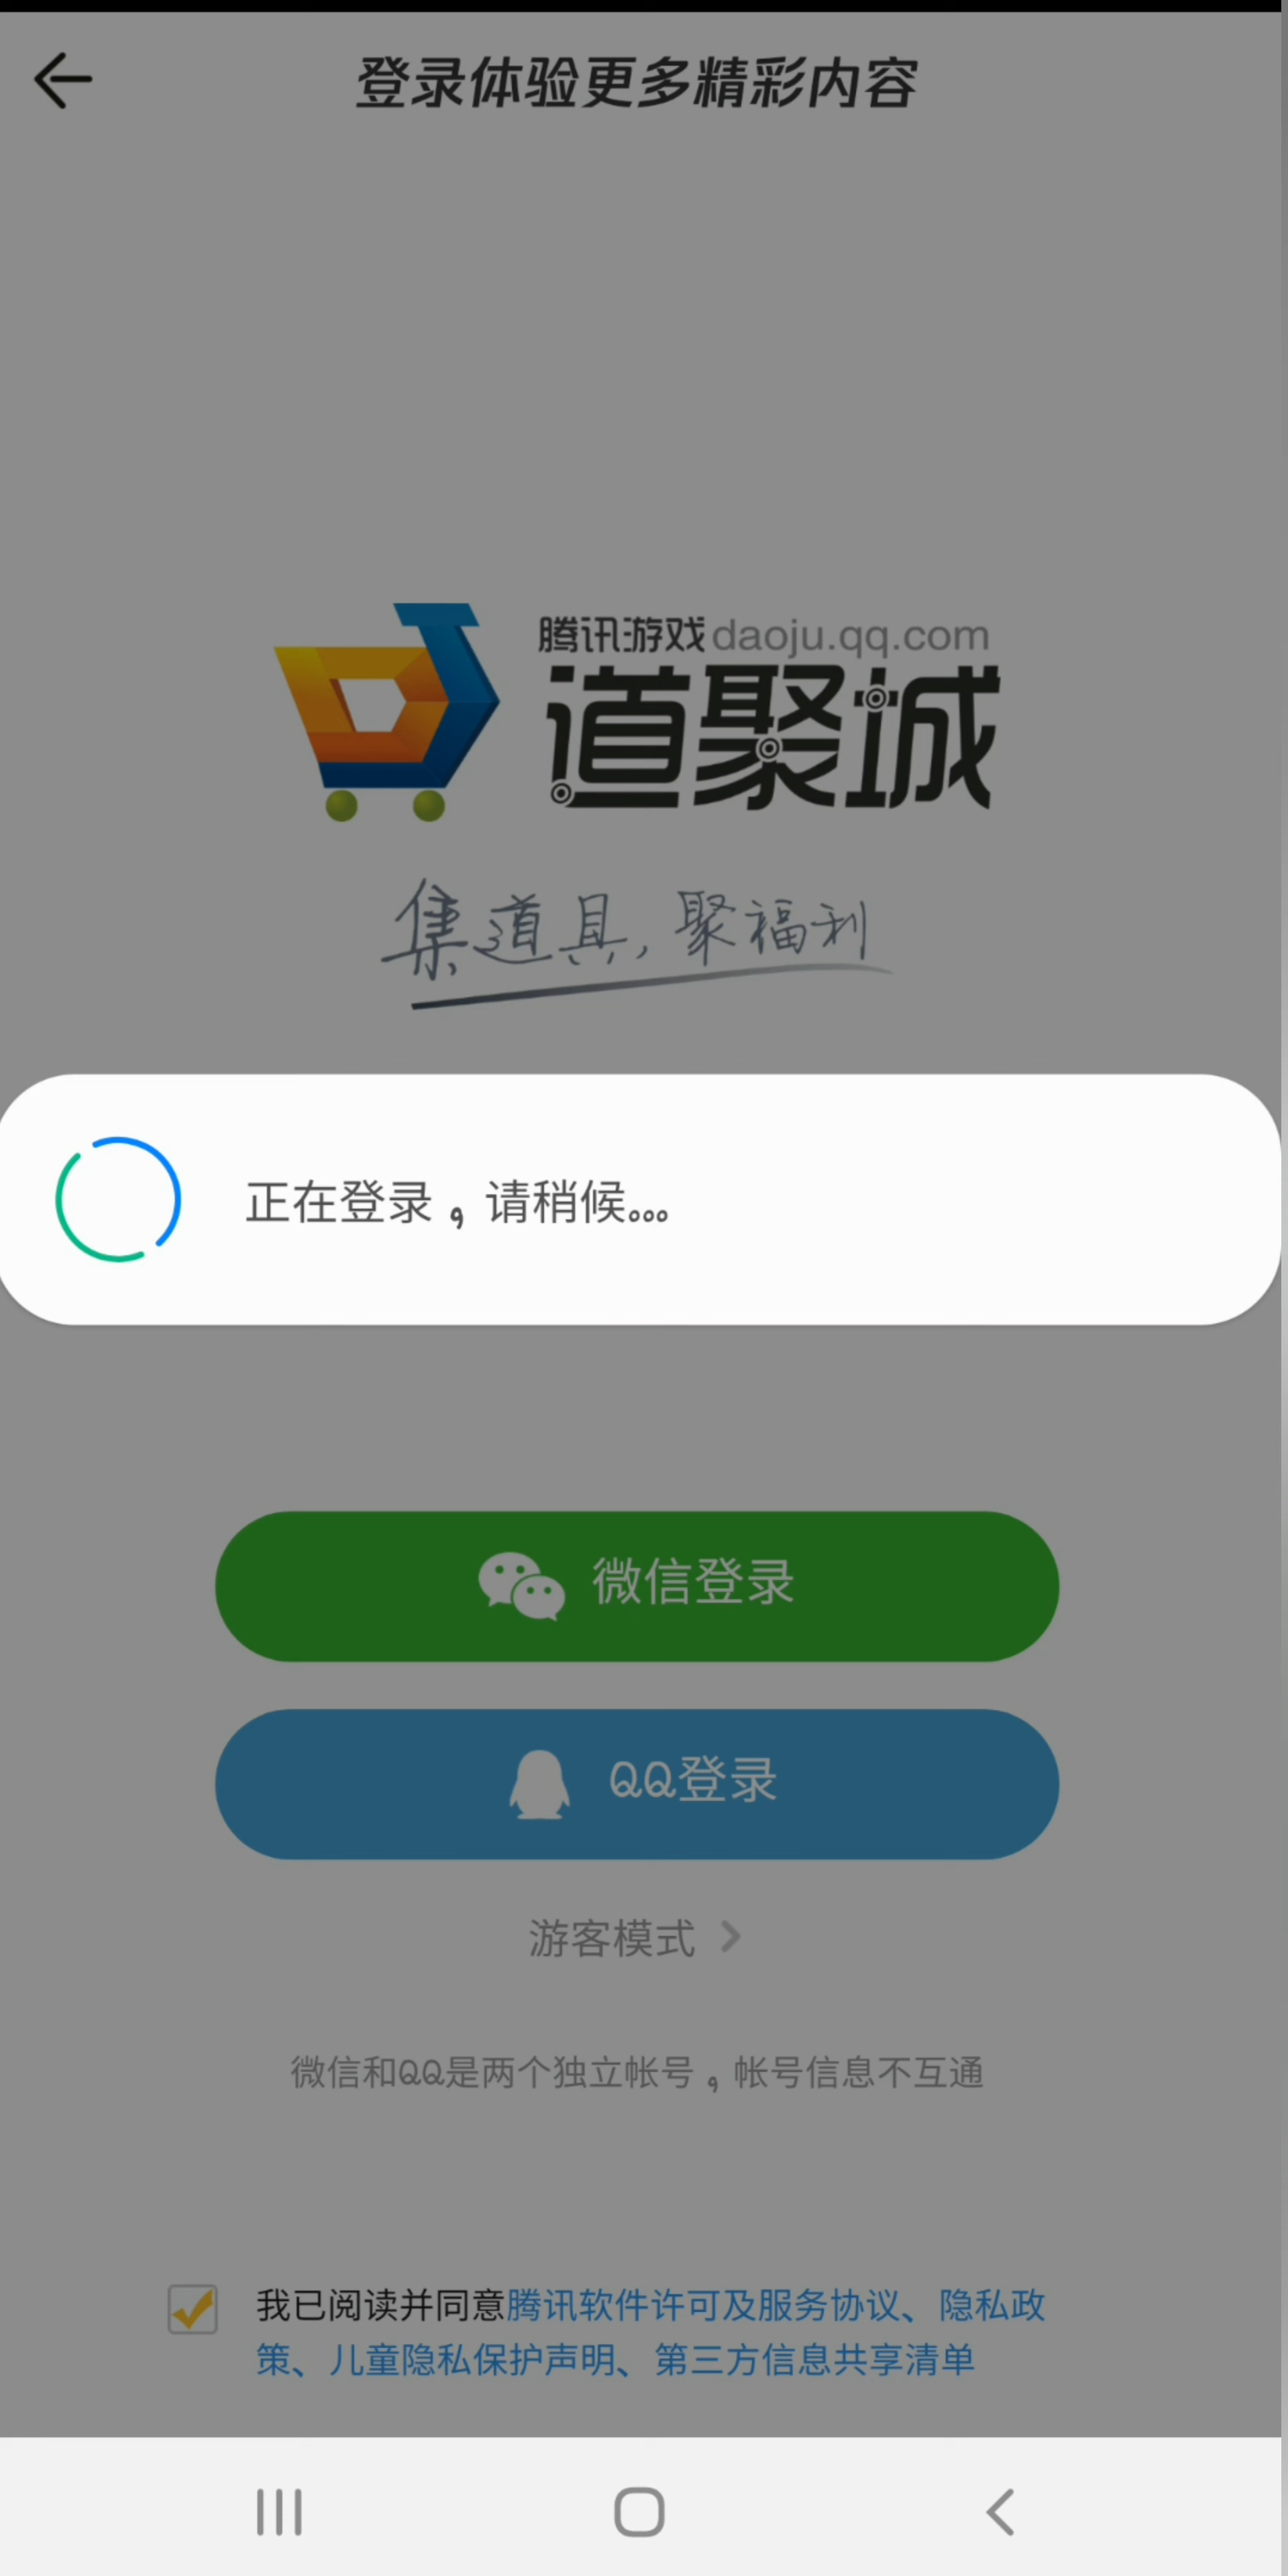 登录体验更多精彩内容
腾讯游戏daoju.qq.com
道聚城
集道具,聚福利
正在登录，请稍候...
微信登录
QQ登录
游客模式
微信和QQ是两个独立帐号，帐号信息不互通
我已阅读并同意腾讯软件许可及服务协议、隐私政
策、儿童隐私保护声明、第三方信息共享清单